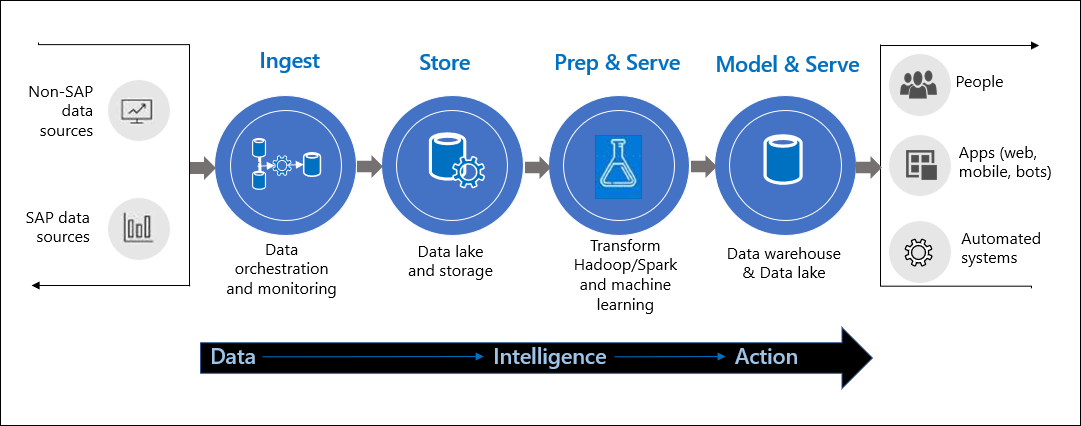 Non-SAP
data
sources
SAP data
sources
Ingest
Data
orchestration
and monitoring
Store
Data lake
and storage
Prep & Serve
Transform
Hadoop/Spark
and machine
learning
Model & Serve
Data warehouse
& Data lake
People
Apps (web,
mobile, bots)
Automated
systems
Data
Intelligence
Action